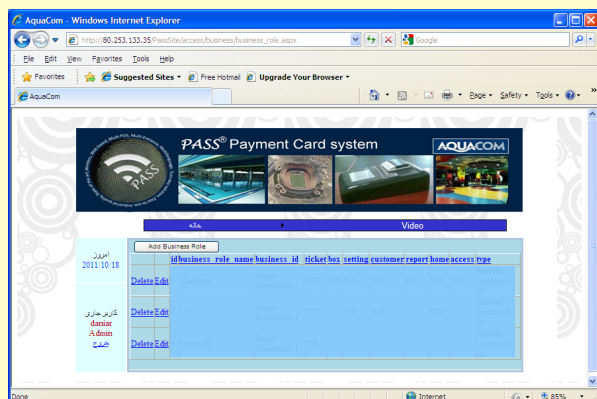 AquaCom - Windows Internet Explorer
http://80.253.133.35/PassSite/access/business/business_role.aspx
Google
File Edit View Favorites Tools Help
Favorites Suggested Sites Free Hotmail Upgrade Your Browser
AquaCom Page Safety Tools »
PASS® Payment Card system AQUACOM
PASS
خانه Video
امروز
2011/10/18
Add Business Role
id business_role_name business_id ticket box setting customer report home access type
Delete Edit
کاربر جاری
daniar
Admin
خروج
Delete Edit
Delete Edit
Done Internet 85%